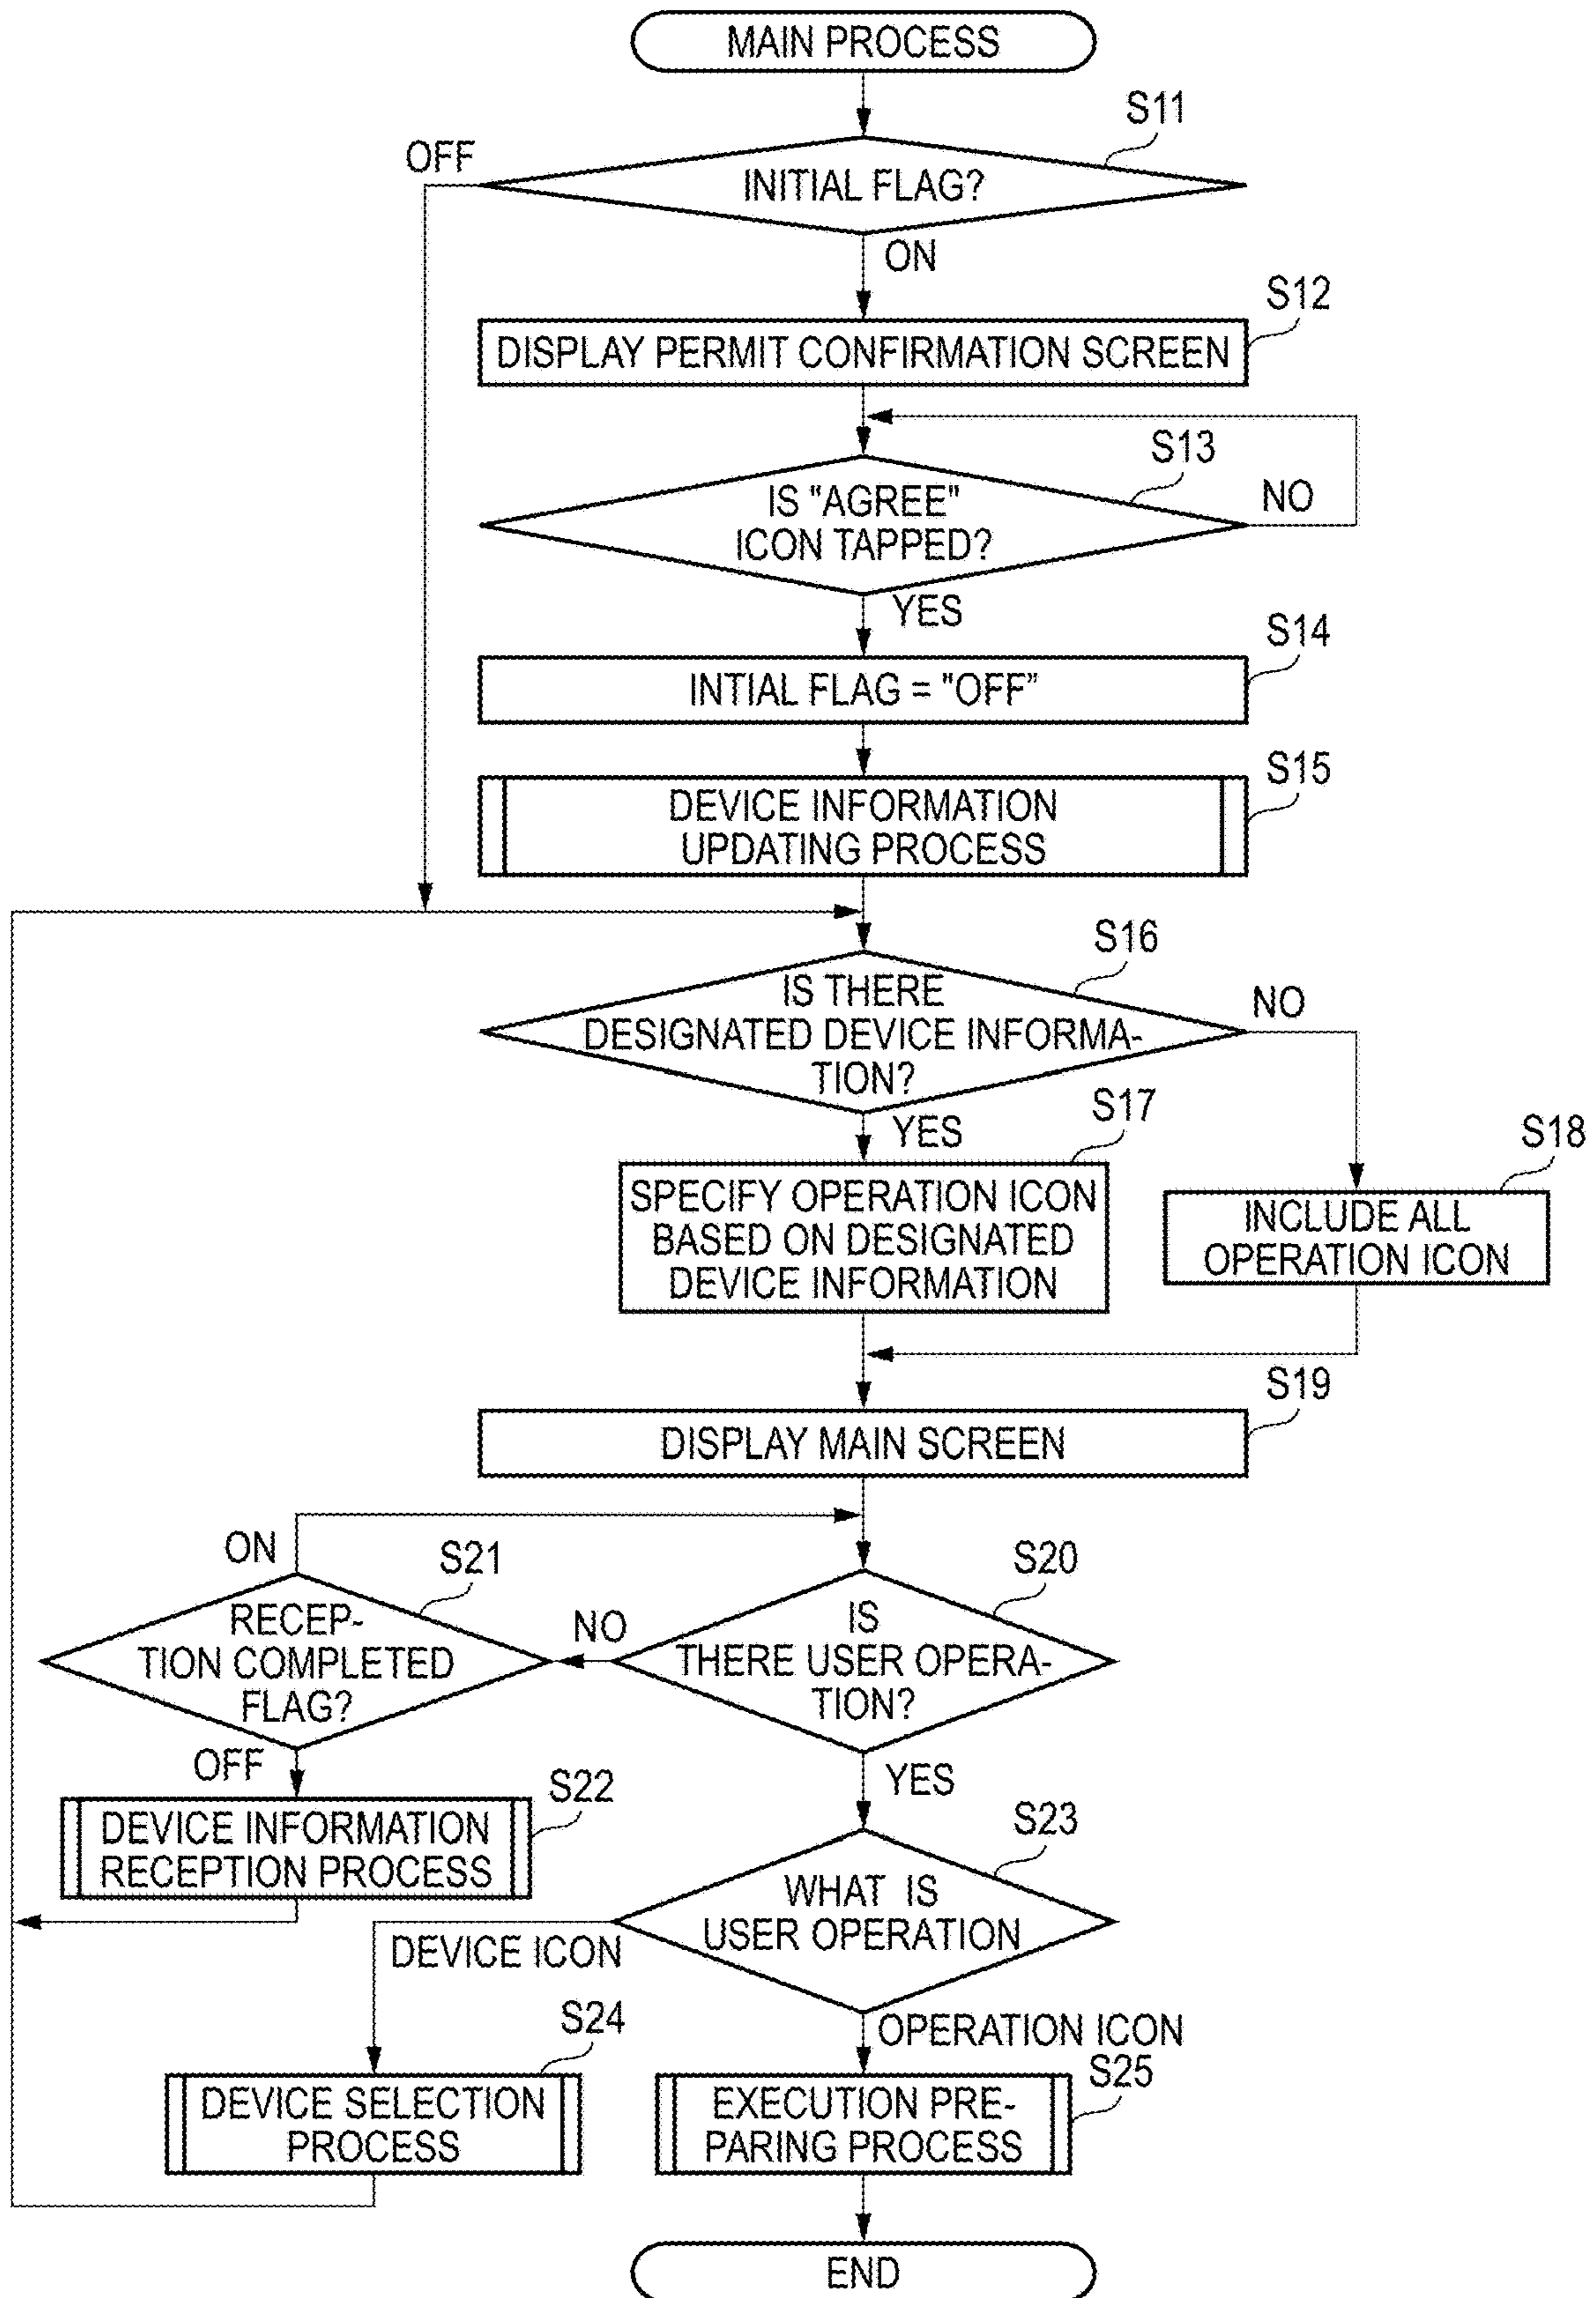 MAIN PROCESS
S11
OFF
INITIAL FLAG?
ON
S12
DISPLAY PERMIT CONFIRMATION SCREEN
S13
IS "AGREE"
ICON TAPPED?
NO
YES
S14
INTIAL FLAG = "OFF"
S15
DEVICE INFORMATION
UPDATING PROCESS
S16
IS THERE
DESIGNATED DEVICE INFORMA-
TION?
NO
YES
S17
SPECIFY OPERATION ICON
BASED ON DESIGNATED
DEVICE INFORMATION
S18
INCLUDE ALL
OPERATION ICON
S19
DISPLAY MAIN SCREEN
ON
S21
RECEP-
TION COMPLETED
FLAG?
NO
S20
IS
THERE USER OPERA-
TION?
OFF
YES
S22
DEVICE INFORMATION
RECEPTION PROCESS
S23
WHAT IS
USER OPERATION
DEVICE ICON
OPERATION ICON
S24
DEVICE SELECTION
PROCESS
S25
EXECUTION PRE-
PARING PROCESS
END